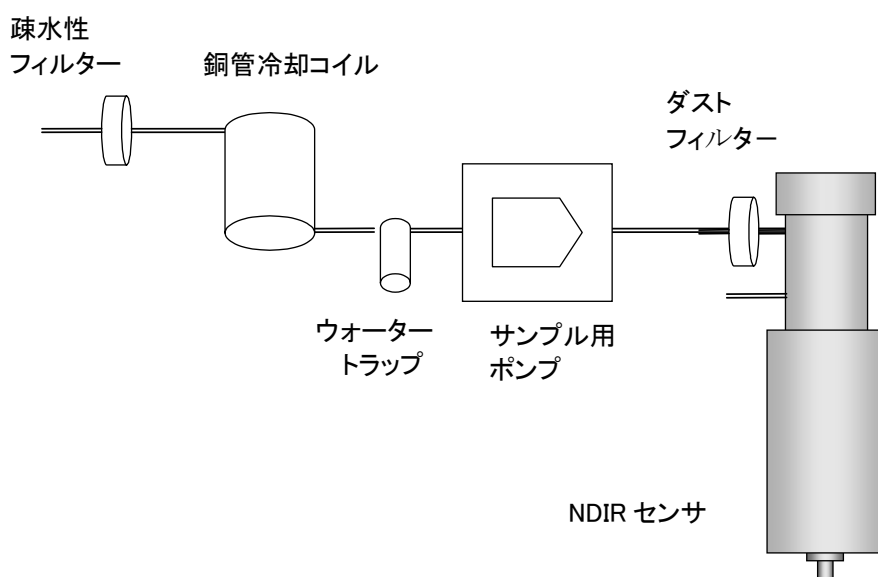 疎水性
フィルター
銅管冷却コイル
ダスト
フィルター
ウォーター
トラップ
サンプル用
ポンプ
NDIR センサ